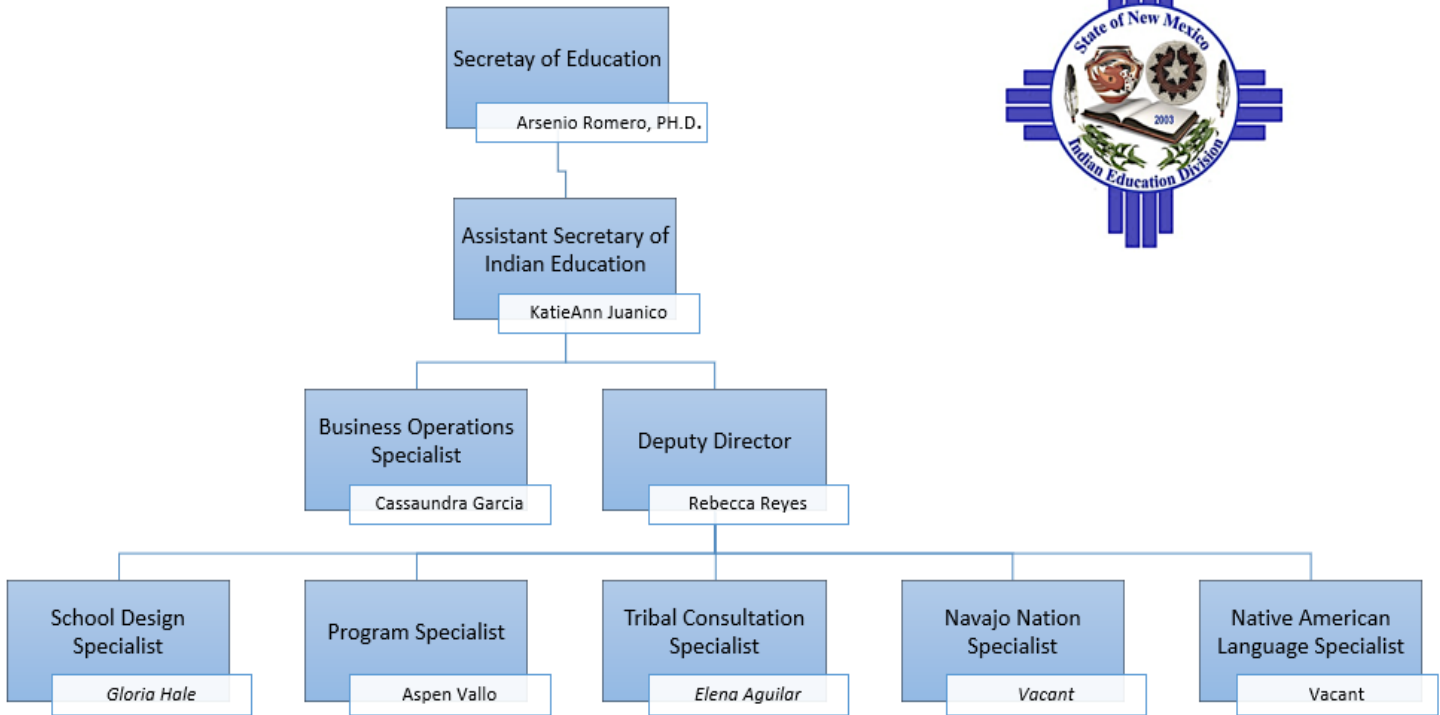 Secretay of Education
Arsenio Romero, PH.D.
State of New Mexico
2003
Indian Education Division
Assistant Secretary of
Indian Education
KatieAnn Juanico
Business Operations
Specialist
Cassaundra Garcia
Deputy Director
Rebecca Reyes
School Design
Specialist
Gloria Hale
Program Specialist
Aspen Vallo
Tribal Consultation
Specialist
Elena Aguilar
Navajo Nation
Specialist
Vacant
Native American
Language Specialist
Vacant